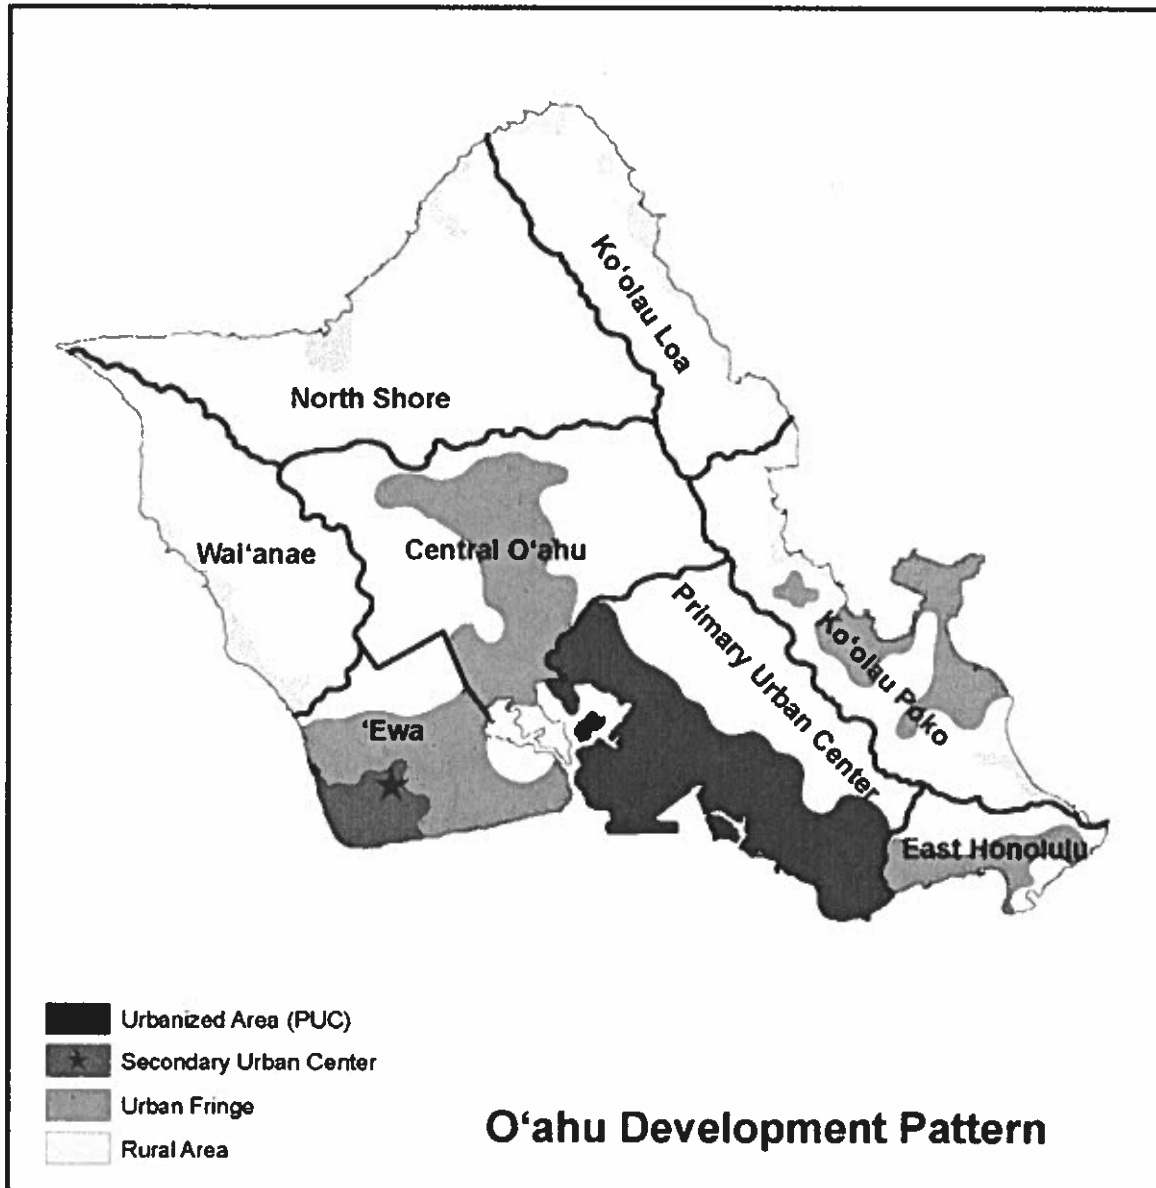 Ko‘olau Loa
North Shore
Wai‘anae
Central O‘ahu
Primary Urban Center
Ko‘olau Poko
‘Ewa
East Honolulu
Urbanized Area (PUC)
Secondary Urban Center
Urban Fringe
Rural Area
O‘ahu Development Pattern